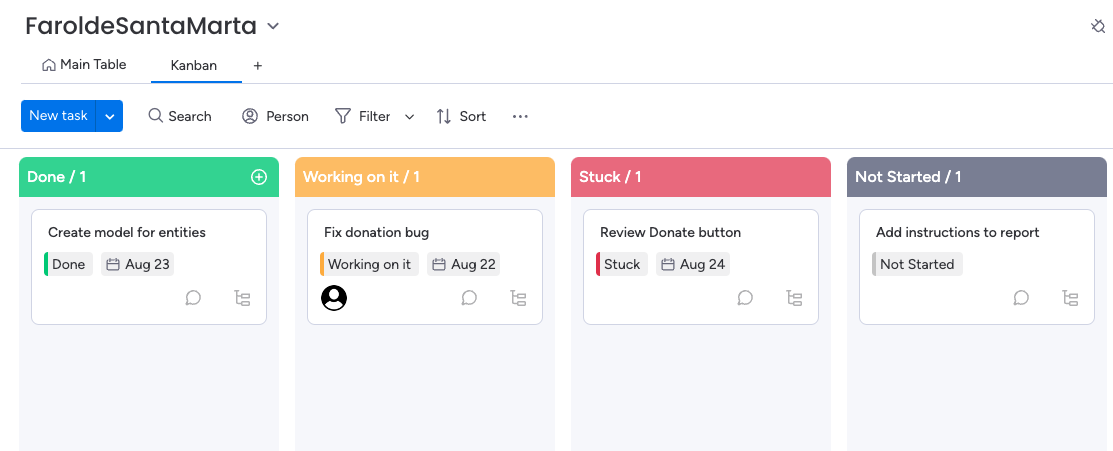 FaroldeSantaMarta
Main Table
Kanban
+
New task
Search
Person
Filter
Sort
Done / 1
Working on it / 1
Stuck / 1
Not Started / 1
Create model for entities
Done
Aug 23
Fix donation bug
Working on it
Aug 22
Review Donate button
Stuck
Aug 24
Add instructions to report
Not Started